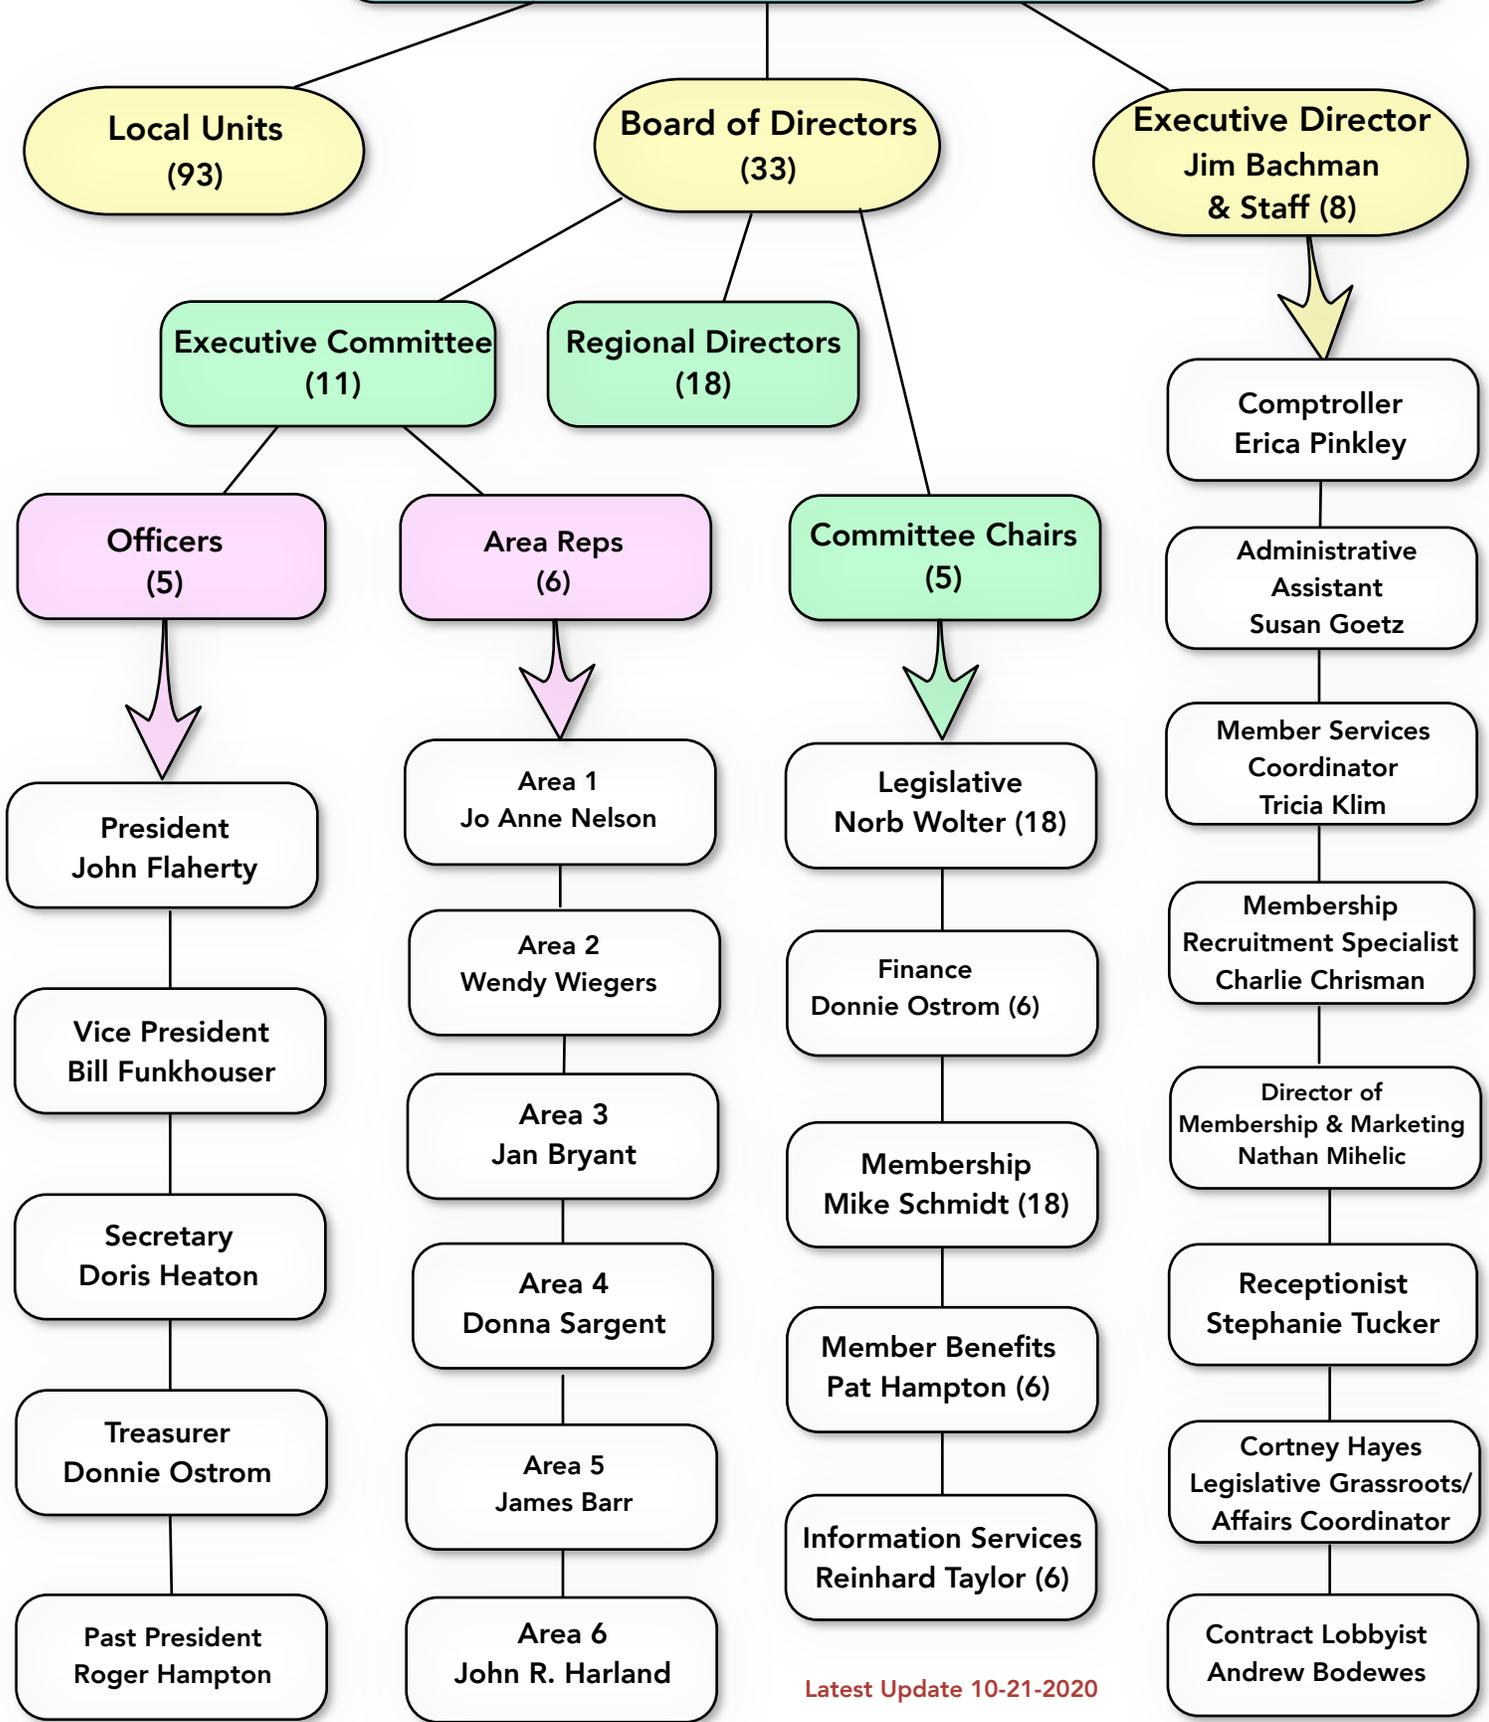 Local Units
(93)
Board of Directors
(33)
Executive Director
Jim Bachman
& Staff (8)
Executive Committee
(11)
Regional Directors
(18)
Officers
(5)
Area Reps
(6)
Committee Chairs
(5)
President
John Flaherty
Vice President
Bill Funkhouser
Secretary
Doris Heaton
Treasurer
Donnie Ostrom
Past President
Roger Hampton
Area 1
Jo Anne Nelson
Area 2
Wendy Wiegers
Area 3
Jan Bryant
Area 4
Donna Sargent
Area 5
James Barr
Area 6
John R. Harland
Legislative
Norb Wolter (18)
Finance
Donnie Ostrom (6)
Membership
Mike Schmidt (18)
Member Benefits
Pat Hampton (6)
Information Services
Reinhard Taylor (6)
Latest Update 10-21-2020
Comptroller
Erica Pinkley
Administrative
Assistant
Susan Goetz
Member Services
Coordinator
Tricia Klim
Membership
Recruitment Specialist
Charlie Chrisman
Director of
Membership & Marketing
Nathan Mihelic
Receptionist
Stephanie Tucker
Cortney Hayes
Legislative Grassroots/
Affairs Coordinator
Contract Lobbyist
Andrew Bodewes